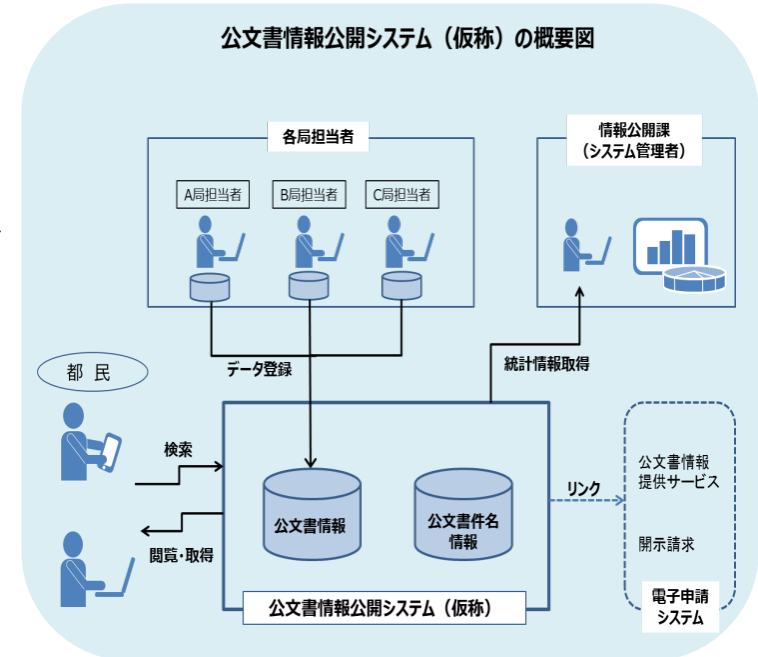 公文書情報公開システム（仮称）の概要図
各局担当者
情報公開課
（システム管理者）
A局担当者
B局担当者
C局担当者
データ登録
統計情報取得
都 民
検索
閲覧・取得
公文書情報
公文書件名
情報
公文書情報公開システム（仮称）
リンク
公文書情報
提供サービス
開示請求
電子申請
システム